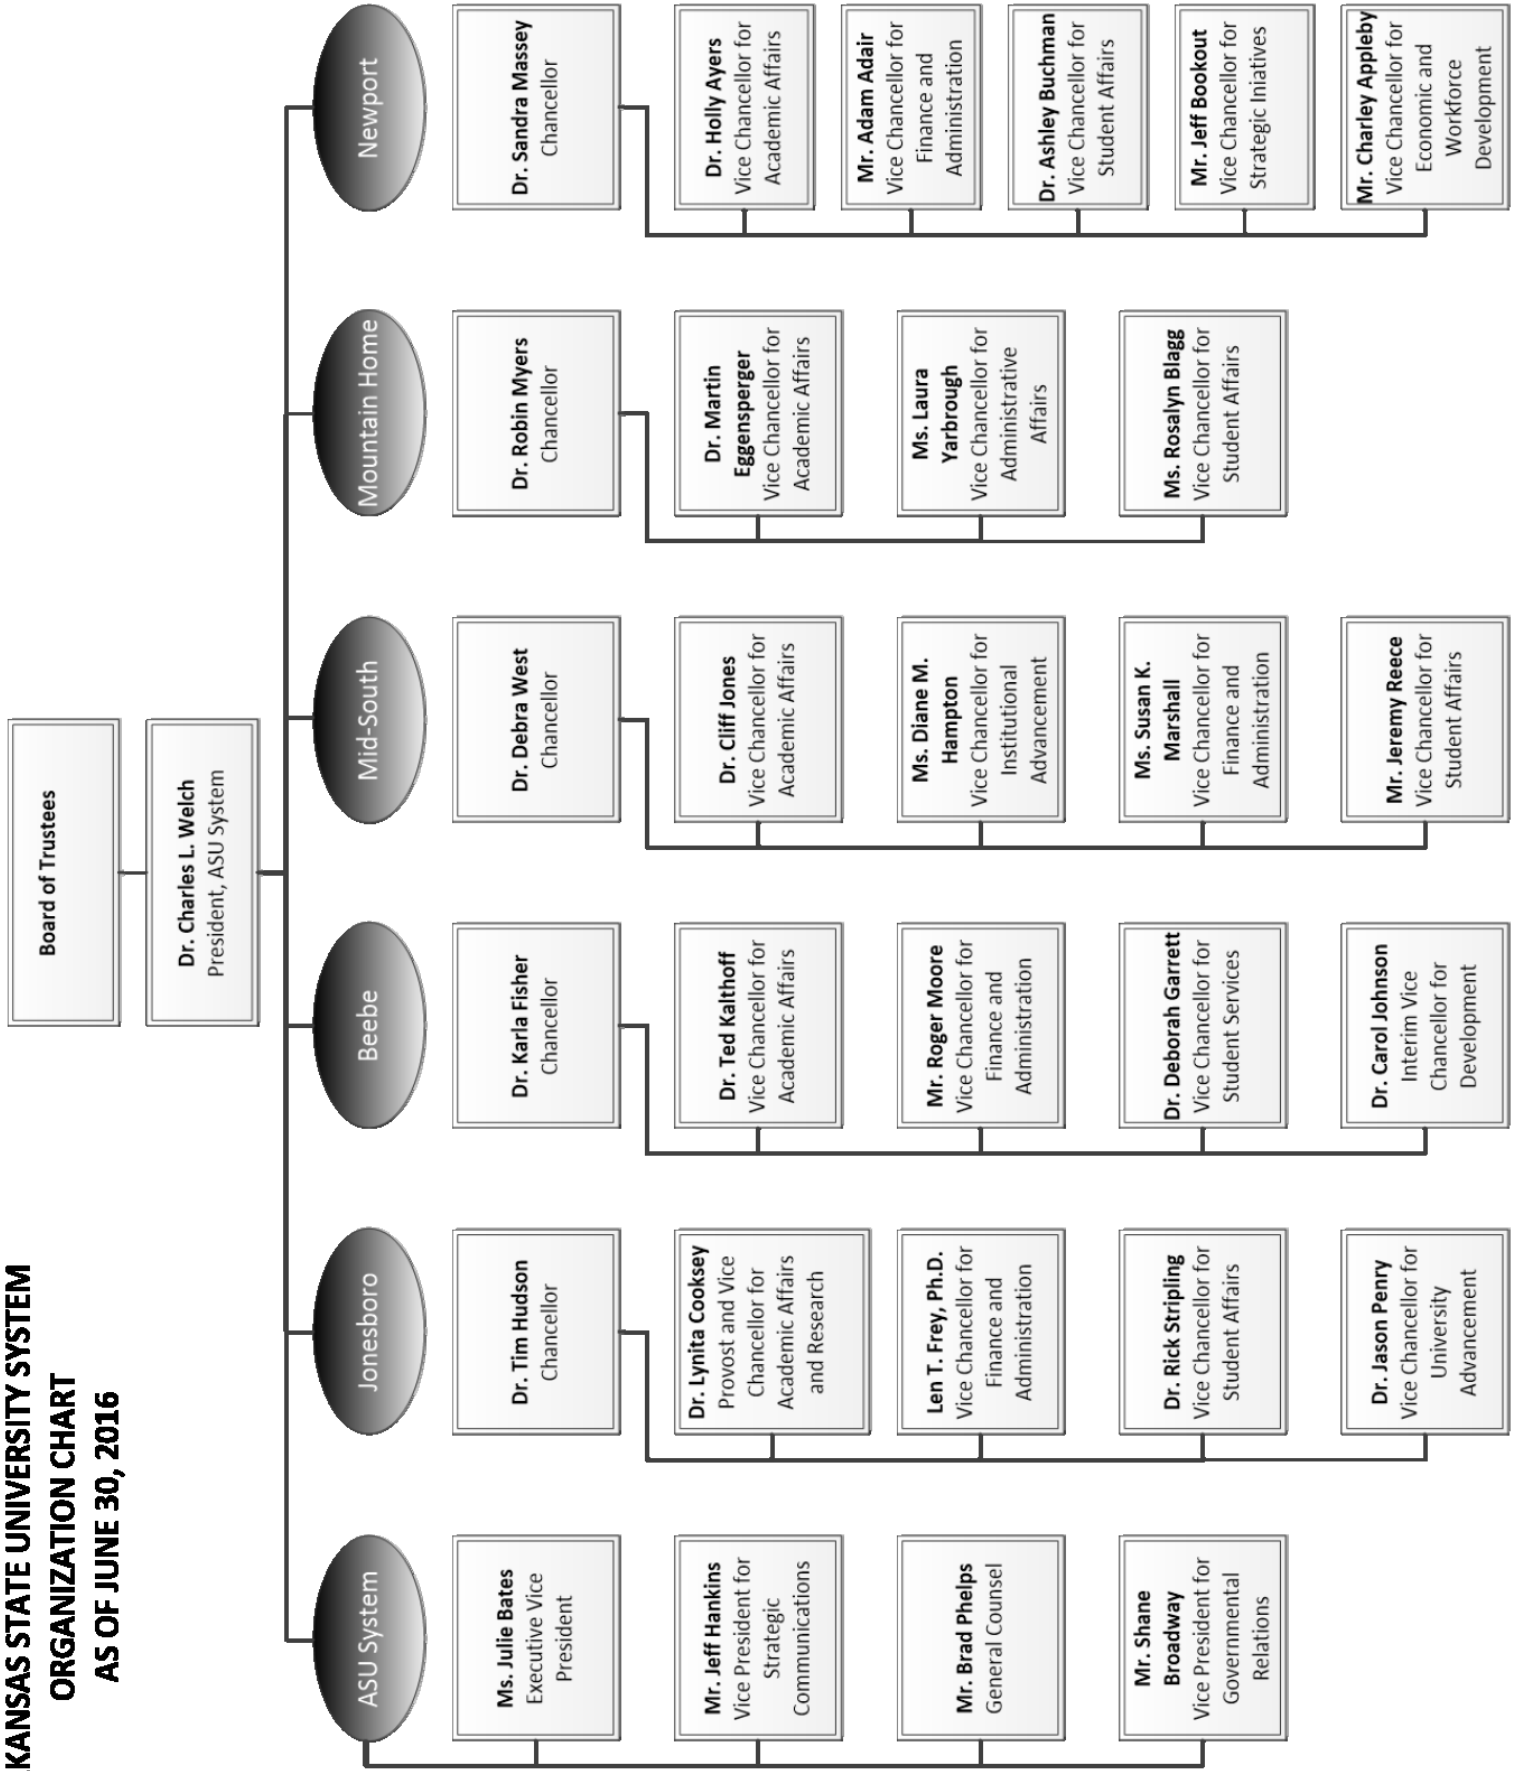 KANSAS STATE UNIVERSITY SYSTEM
ORGANIZATION CHART
AS OF JUNE 30, 2016
Board of Trustees
Dr. Charles L. Welch
President, ASU System
ASU System
Ms. Julie Bates
Executive Vice
President
Mr. Jeff Hankins
Vice President for
Strategic
Communications
Mr. Brad Phelps
General Counsel
Mr. Shane
Broadway
Vice President for
Governmental
Relations
Jonesboro
Dr. Tim Hudson
Chancellor
Dr. Lynita Cooksey
Provost and Vice
Chancellor for
Academic Affairs
and Research
Len T. Frey, Ph.D.
Vice Chancellor for
Finance and
Administration
Dr. Rick Stripling
Vice Chancellor for
Student Affairs
Dr. Jason Penry
Vice Chancellor for
University
Advancement
Beebe
Dr. Karla Fisher
Chancellor
Dr. Ted Kalthoff
Vice Chancellor for
Academic Affairs
Mr. Roger Moore
Vice Chancellor for
Finance and
Administration
Dr. Deborah Garrett
Vice Chancellor for
Student Services
Dr. Carol Johnson
Interim Vice
Chancellor for
Development
Mid-South
Dr. Debra West
Chancellor
Dr. Cliff Jones
Vice Chancellor for
Academic Affairs
Ms. Diane M.
Hampton
Vice Chancellor for
Institutional
Advancement
Ms. Susan K.
Marshall
Vice Chancellor for
Finance and
Administration
Mr. Jeremy Reece
Vice Chancellor for
Student Affairs
Mountain Home
Dr. Robin Myers
Chancellor
Dr. Martin
Eggensperger
Vice Chancellor for
Academic Affairs
Ms. Laura
Yarbrough
Vice Chancellor for
Administrative
Affairs
Ms. Rosalyn Blagg
Vice Chancellor for
Student Affairs
Newport
Dr. Sandra Massey
Chancellor
Dr. Holly Ayers
Vice Chancellor for
Academic Affairs
Mr. Adam Adair
Vice Chancellor for
Finance and
Administration
Dr. Ashley Buchman
Vice Chancellor for
Student Affairs
Mr. Jeff Bookout
Vice Chancellor for
Strategic Iniatives
Mr. Charley Appleby
Vice Chancellor for
Economic and
Workforce
Development